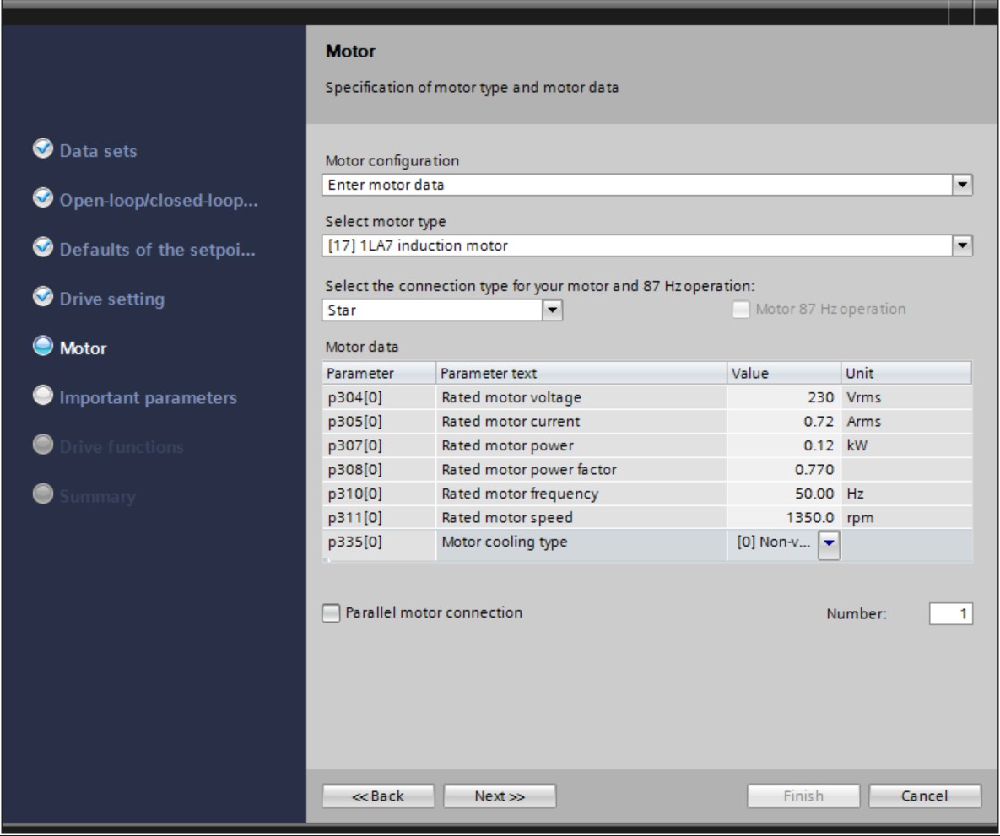 Motor
Specification of motor type and motor data
Data sets
Open-loop/closed-loop...
Defaults of the setpoi...
Drive setting
Motor
Important parameters
Drive functions
Summary
Motor configuration
Enter motor data
Select motor type
[17] 1LA7 induction motor
Select the connection type for your motor and 87 Hz operation:
Star
Motor 87 Hz operation
Motor data
Parameter Parameter text Value Unit
p304[0] Rated motor voltage 230 Vrms
p305[0] Rated motor current 0.72 Arms
p307[0] Rated motor power 0.12 kW
p308[0] Rated motor power factor 0.770
p310[0] Rated motor frequency 50.00 Hz
p311[0] Rated motor speed 1350.0 rpm
p335[0] Motor cooling type [0] Non-v...
Parallel motor connection Number: 1
<< Back Next >> Finish Cancel